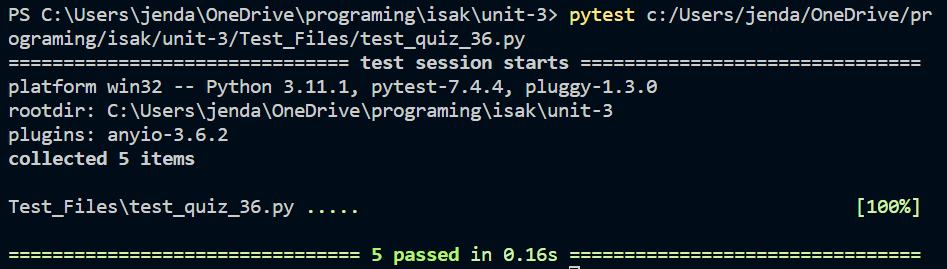 PS C:\Users\jenda\OneDrive\programing\isak\unit-3> pytest c:/Users/jenda/OneDrive/pr
ograming/isak/unit-3/Test_Files/test_quiz_36.py
============================== test session starts ==============================
platform win32 -- Python 3.11.1, pytest-7.4.4, pluggy-1.3.0
rootdir: C:\Users\jenda\OneDrive\programing\isak\unit-3
plugins: anyio-3.6.2
collected 5 items
Test_Files\test_quiz_36.py ..... [100%]
=============================== 5 passed in 0.16s ===============================